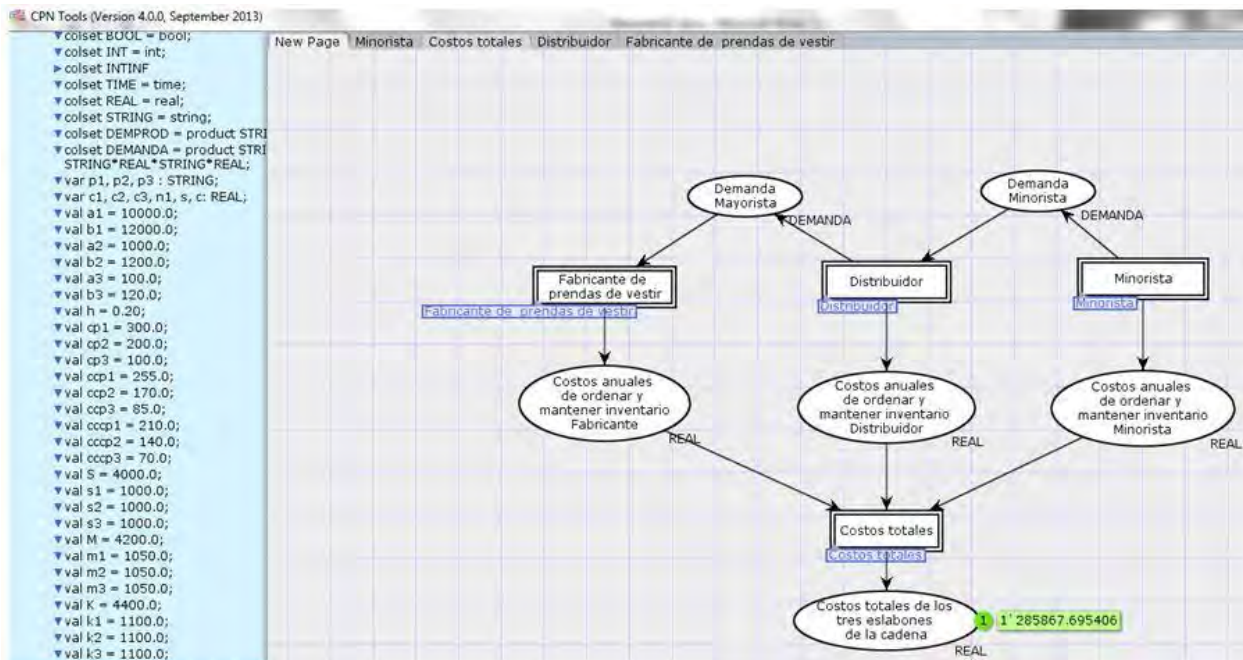 CPN Tools (Version 4.0.0, September 2013)
colset BOOL = bool;
colset INT = int;
colset INTINF
colset TIME = time;
colset REAL = real;
colset STRING = string;
colset DEMPROD = product STRI
colset DEMANDA = product STRI
STRING*REAL*STRING*REAL;
var p1, p2, p3 : STRING;
var c1, c2, c3, n1, s, c: REAL;
val a1 = 10000.0;
val b1 = 12000.0;
val a2 = 1000.0;
val b2 = 1200.0;
val a3 = 100.0;
val b3 = 120.0;
val h = 0.20;
val cp1 = 300.0;
val cp2 = 200.0;
val cp3 = 100.0;
val ccp1 = 255.0;
val ccp2 = 170.0;
val ccp3 = 85.0;
val cccp1 = 210.0;
val cccp2 = 140.0;
val cccp3 = 70.0;
val S = 4000.0;
val s1 = 1000.0;
val s2 = 1000.0;
val s3 = 1000.0;
val M = 4200.0;
val m1 = 1050.0;
val m2 = 1050.0;
val m3 = 1050.0;
val K = 4400.0;
val k1 = 1100.0;
val k2 = 1100.0;
val k3 = 1100.0;
New Page Minorista Costos totales Distribuidor Fabricante de prendas de vestir
Demanda
Mayorista
DEMANDA
Demanda
Minorista
DEMANDA
Fabricante de
prendas de vestir
Fabricante de prendas de vestir
Distribuidor
Distribuidor
Minorista
Minorista
Costos anuales
de ordenar y
mantener inventario
Fabricante
REAL
Costos anuales
de ordenar y
mantener inventario
Distribuidor
REAL
Costos anuales
de ordenar y
mantener inventario
Minorista
REAL
Costos totales
Costos totales
Costos totales de los
tres eslabones
de la cadena
REAL
1
1`285867.695406